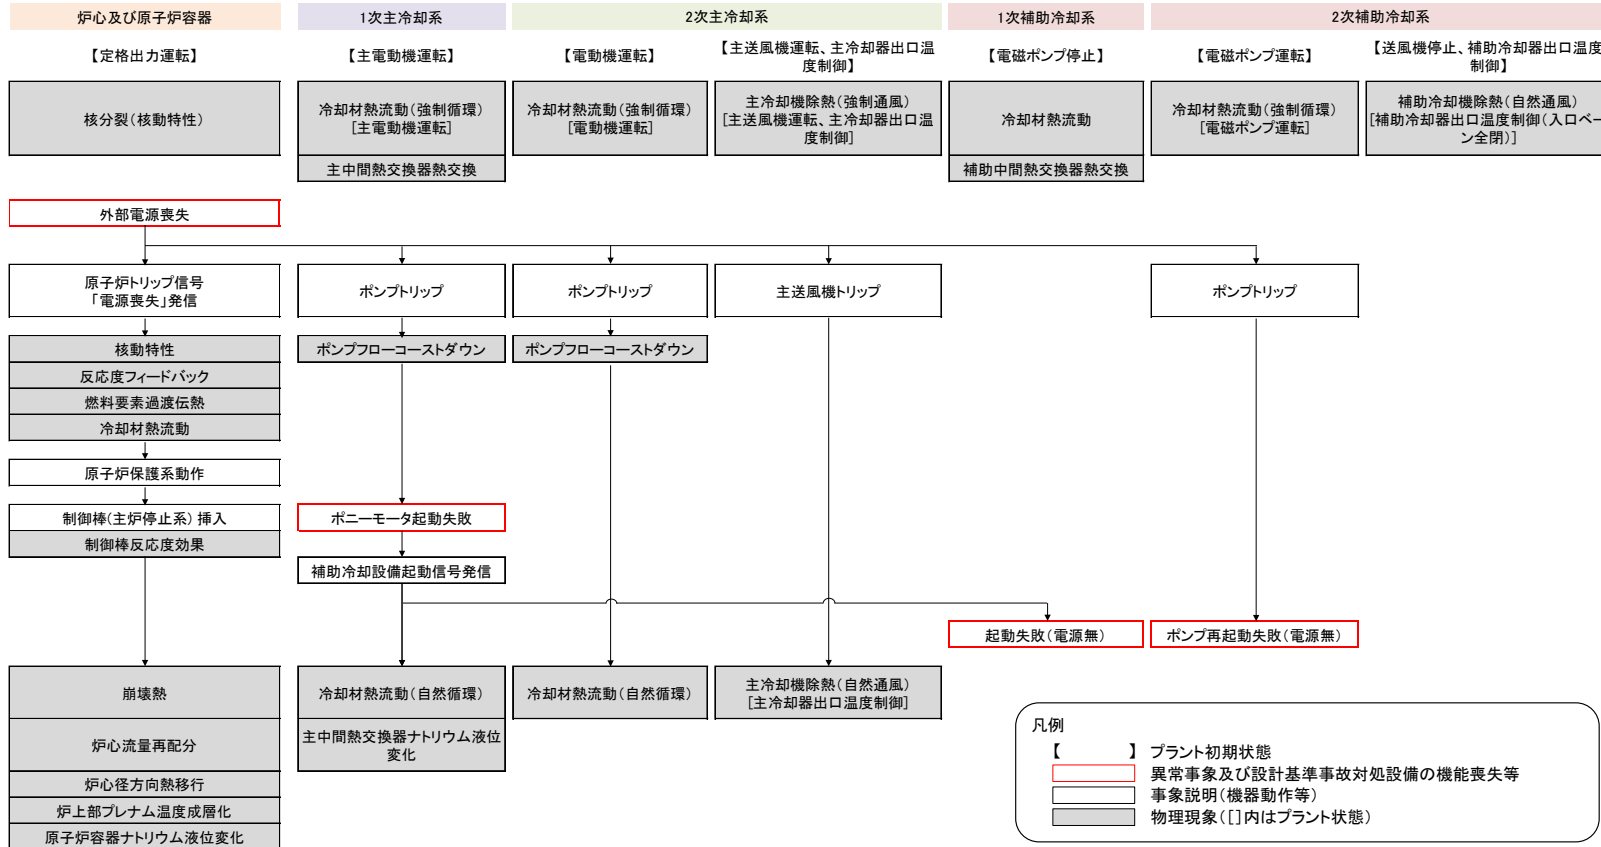 炉心及び原子炉容器
1次主冷却系
2次主冷却系
1次補助冷却系
2次補助冷却系
【定格出力運転】
【主電動機運転】
【電動機運転】
【主送風機運転、主冷却器出口温
度制御】
【電磁ポンプ停止】
【電磁ポンプ運転】
【送風機停止、補助冷却器出口温度
制御】
核分裂(核動特性)
冷却材熱流動(強制循環)
[主電動機運転]
冷却材熱流動(強制循環)
[電動機運転]
主冷却機除熱(強制通風)
[主送風機運転、主冷却器出口温
度制御]
冷却材熱流動
冷却材熱流動(強制循環)
[電磁ポンプ運転]
補助冷却機除熱(自然通風)
[補助冷却器出口温度制御(入口ベー
ン全閉)]
主中間熱交換器熱交換
補助中間熱交換器熱交換
外部電源喪失
原子炉トリップ信号
「電源喪失」発信
ポンプトリップ
ポンプトリップ
主送風機トリップ
ポンプトリップ
核動特性
ポンプフローコーストダウン
ポンプフローコーストダウン
反応度フィードバック
燃料要素過渡伝熱
冷却材熱流動
原子炉保護系動作
制御棒(主炉停止系) 挿入
ポニーモータ起動失敗
制御棒反応度効果
補助冷却設備起動信号発信
起動失敗(電源無)
ポンプ再起動失敗(電源無)
崩壊熱
冷却材熱流動(自然循環)
冷却材熱流動(自然循環)
主冷却機除熱(自然通風)
[主冷却器出口温度制御]
炉心流量再配分
主中間熱交換器ナトリウム液位
変化
炉心径方向熱移行
炉上部プレナム温度成層化
原子炉容器ナトリウム液位変化
凡例
【 】 プラント初期状態
異常事象及び設計基準事故対処設備の機能喪失等
事象説明(機器動作等)
物理現象([]内はプラント状態)